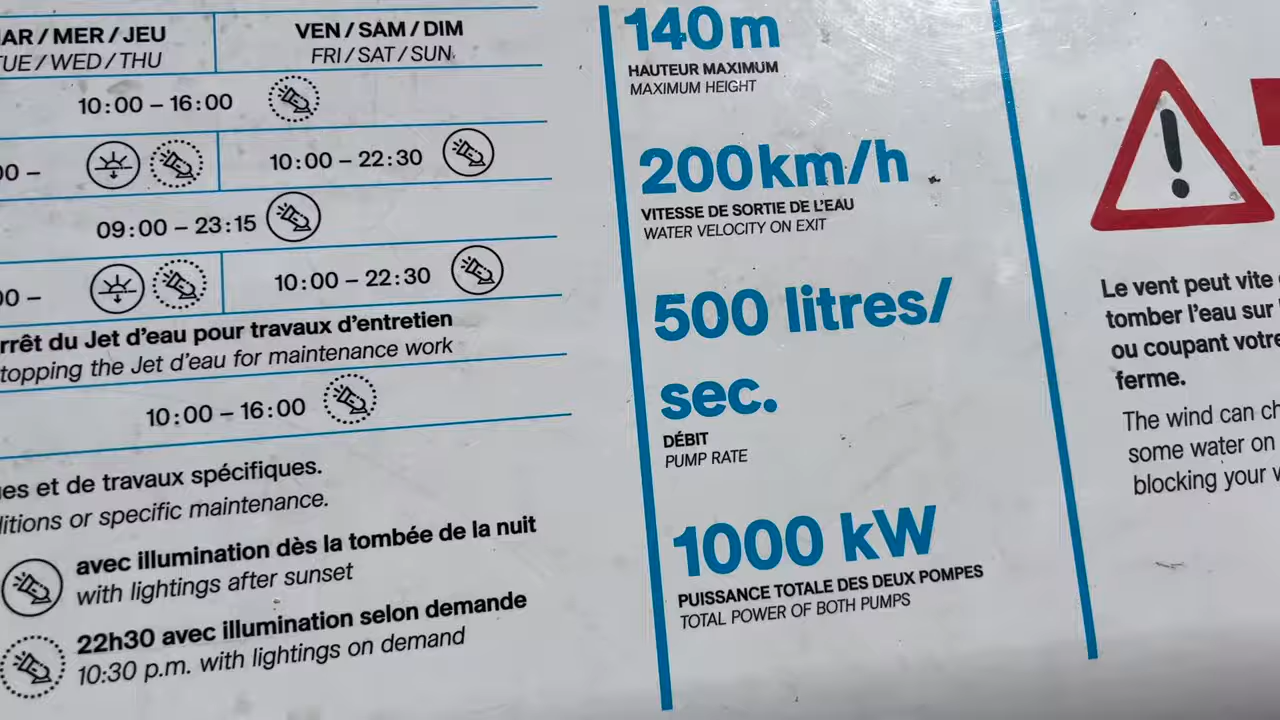 MER / JEU
VEN / SAM / DIM
WED / THU
FRI / SAT / SUN
10:00 – 16:00
10:00 – 22:30
09:00 – 23:15
10:00 – 22:30
du Jet d'eau pour travaux d'entretien
the Jet d'eau for maintenance work
10:00 – 16:00
et de travaux spécifiques.
or specific maintenance.
avec illumination dès la tombée de la nuit
with lightings after sunset
22h30 avec illumination selon demande
10:30 p.m. with lightings on demand
140 m
HAUTEUR MAXIMUM
MAXIMUM HEIGHT
200 km/h
VITESSE DE SORTIE DE L'EAU
WATER VELOCITY ON EXIT
500 litres/
sec.
DÉBIT
PUMP RATE
1000 kW
PUISSANCE TOTALE DES DEUX POMPES
TOTAL POWER OF BOTH PUMPS
Le vent peut vite
tomber l'eau sur
ou coupant votre
ferme.
The wind can
some water on
blocking your